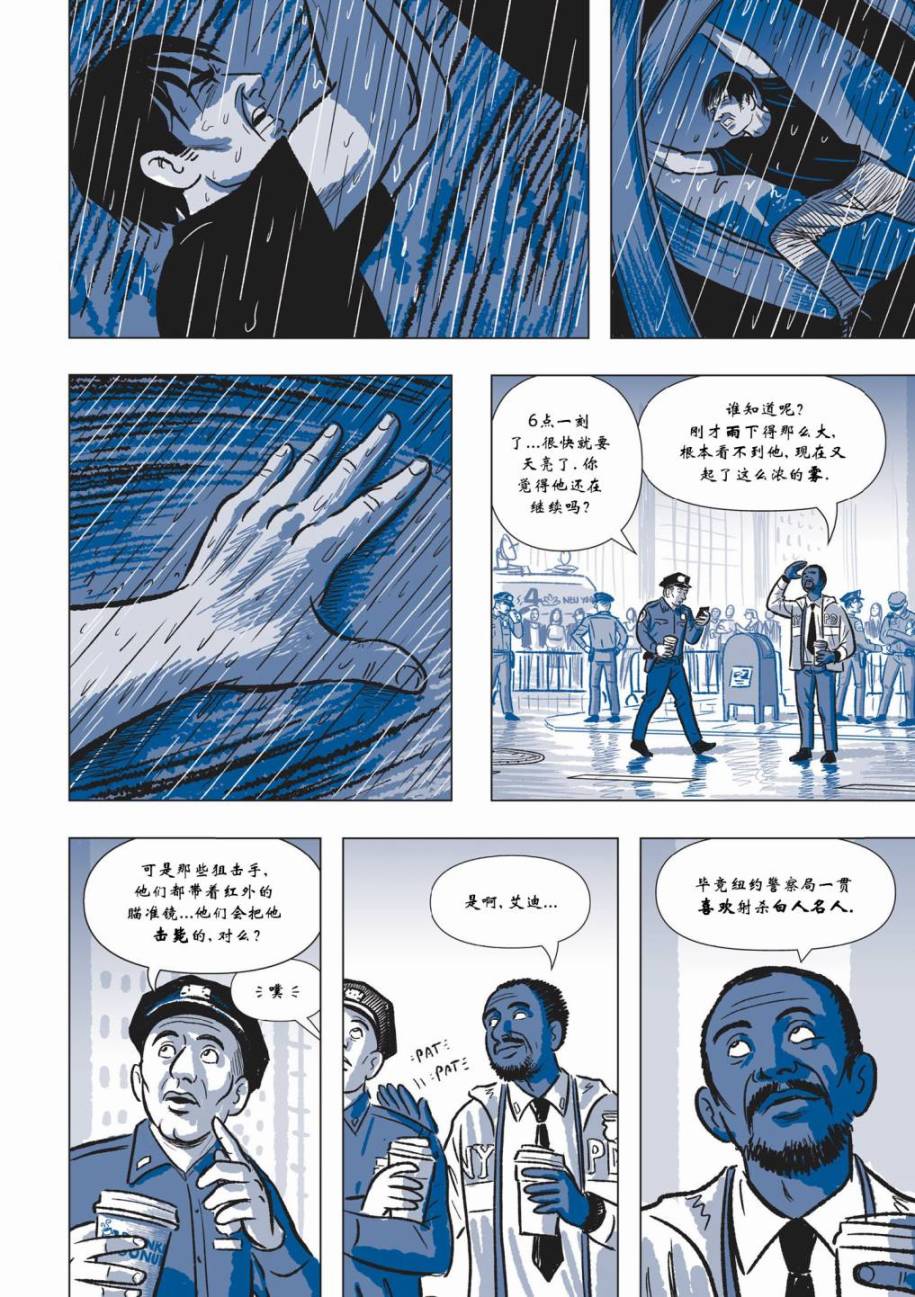 6点一刻
了...很快就要
天亮了. 你
觉得他还在
继续吗?
谁知道呢?
刚才雨下得那么大,
根本看不到他, 现在又
起了这么浓的雾.
4 NEW YORK
可是那些狙击手,
他们都带着红外的
瞄准镜...他们会把他
击毙的, 对么?
噗
是啊, 艾迪...
PAT
PAT
NY PD
毕竟纽约警察局一贯
喜欢射杀白人名人.